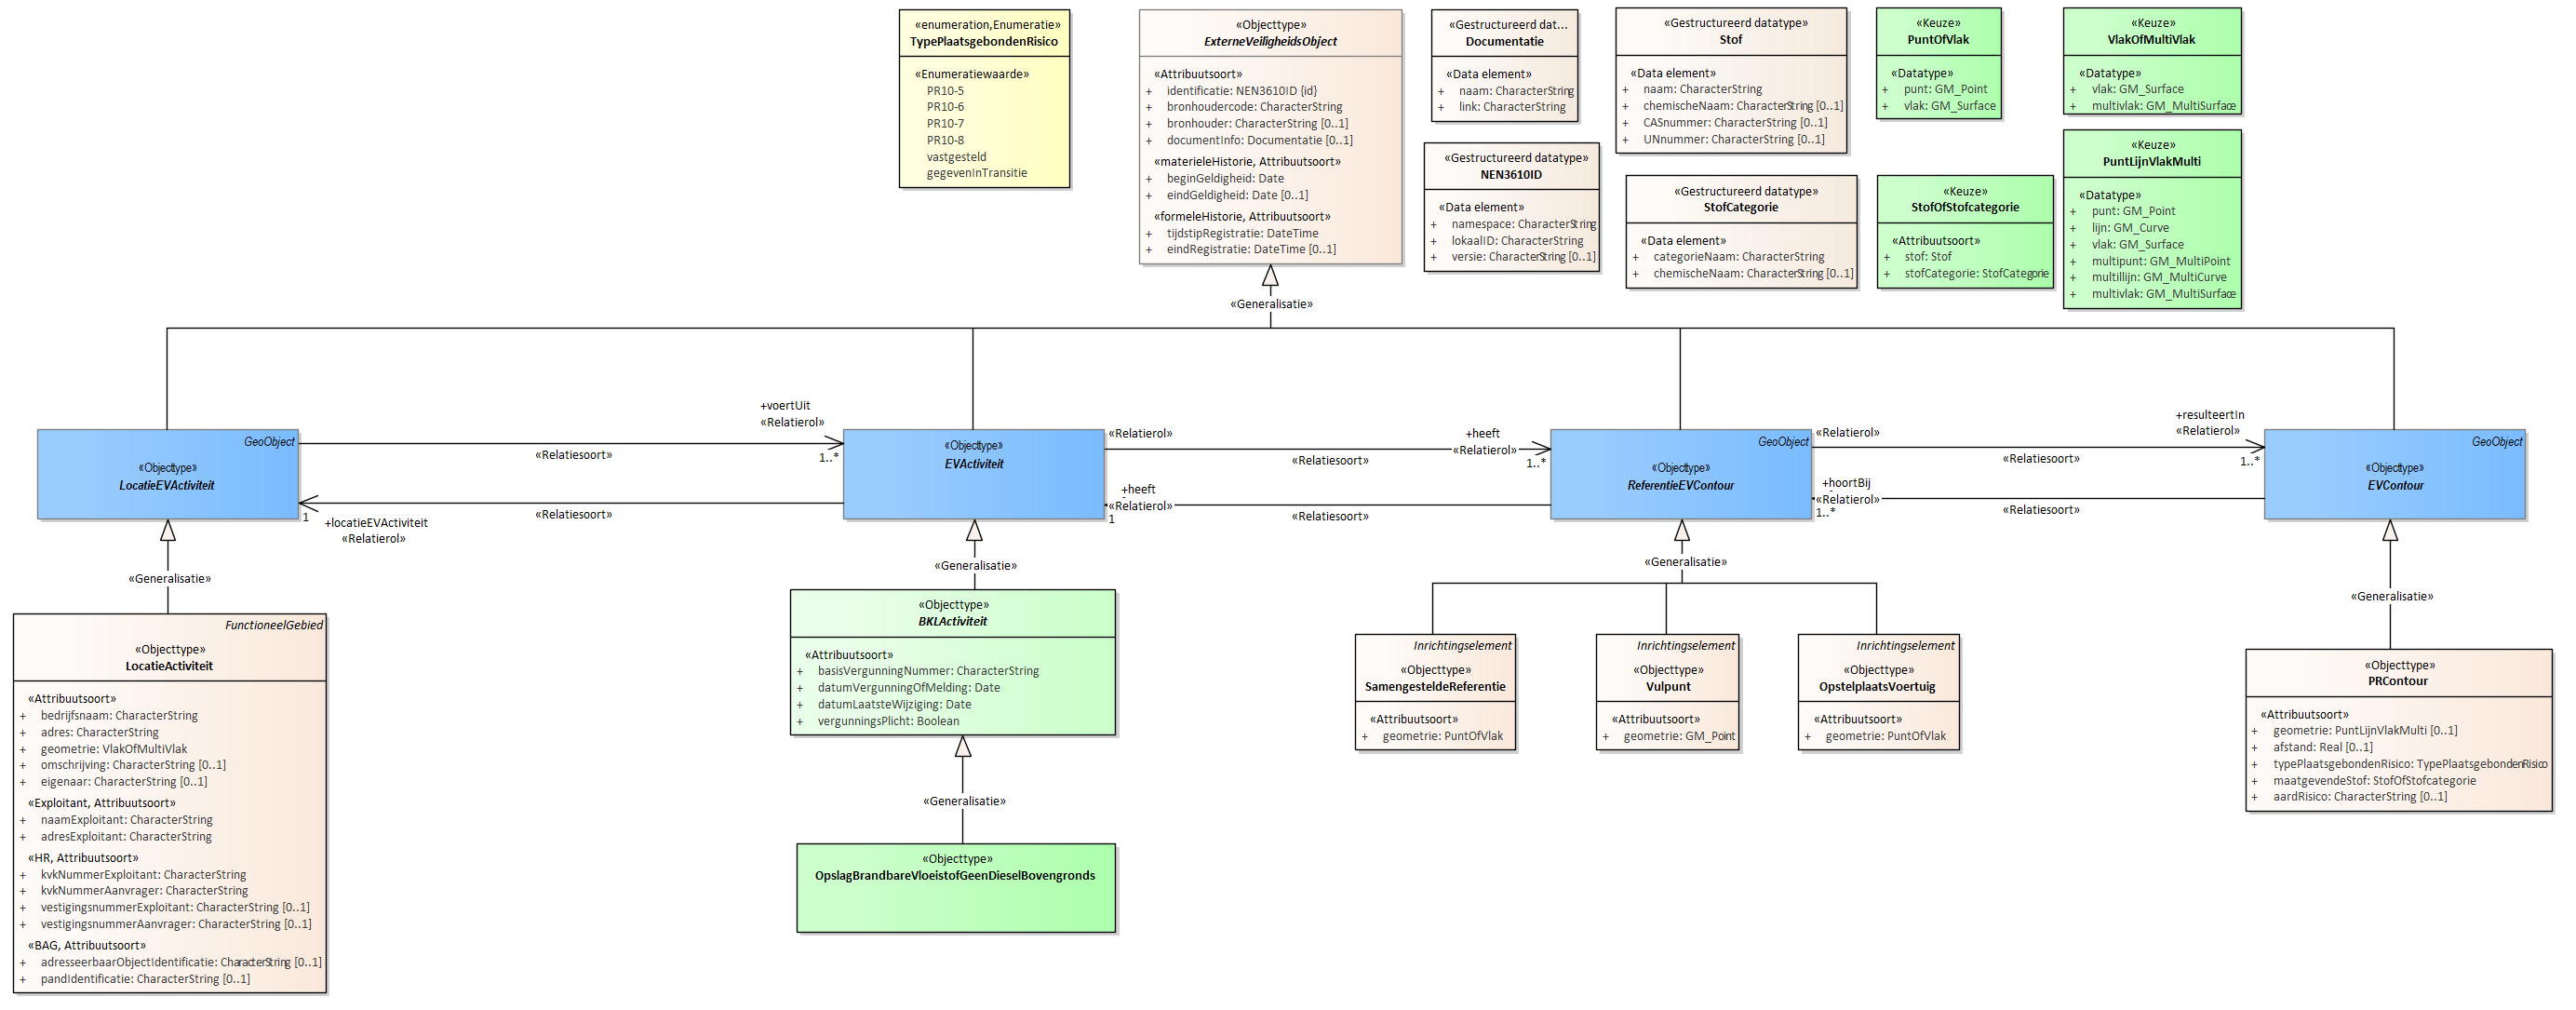 «enumeration,Enumeratie»
TypePlaatsgebondenRisico
«Enumeratiewaarde»
PR10-5
PR10-6
PR10-7
PR10-8
vastgesteld
gegevenInTransitie
«Objecttype»
ExterneVeiligheidsObject
«Attribuutsoort»
+ identificatie: NEN3610ID {id}
+ bronhoudercode: CharacterString
+ bronhouder: CharacterString [0..1]
+ documentInfo: Documentatie [0..1]
«materieleHistorie, Attribuutsoort»
+ beginGeldigheid: Date
+ eindGeldigheid: Date [0..1]
«formeleHistorie, Attribuutsoort»
+ tijdstipRegistratie: DateTime
+ eindRegistratie: DateTime [0..1]
«Gestructureerd dat...
Documentatie
«Data element»
+ naam: CharacterString
+ link: CharacterString
«Gestructureerd datatype»
NEN3610ID
«Data element»
+ namespace: CharacterString
+ lokaalID: CharacterString
+ versie: CharacterString [0..1]
«Gestructureerd datatype»
Stof
«Data element»
+ naam: CharacterString
+ chemischeNaam: CharacterString [0..1]
+ CASnummer: CharacterString [0..1]
+ UNnummer: CharacterString [0..1]
«Gestructureerd datatype»
StofCategorie
«Data element»
+ categorieNaam: CharacterString
+ chemischeNaam: CharacterString [0..1]
«Keuze»
PuntOfVlak
«Datatype»
+ punt: GM_Point
+ vlak: GM_Surface
«Keuze»
StofOfStofcategorie
«Attribuutsoort»
+ stof: Stof
+ stofCategorie: StofCategorie
«Keuze»
VlakOfMultiVlak
«Datatype»
+ vlak: GM_Surface
+ multivlak: GM_MultiSurface
«Keuze»
PuntLijnVlakMulti
«Datatype»
+ punt: GM_Point
+ lijn: GM_Curve
+ vlak: GM_Surface
+ multipunt: GM_MultiPoint
+ multillijn: GM_MultiCurve
+ multivlak: GM_MultiSurface
«Generalisatie»
GeoObject
«Objecttype»
LocatieEVActiviteit
+voertUit
«Relatierol»
1..*
«Relatiesoort»
1
+locatieEVActiviteit
«Relatierol»
«Relatiesoort»
«Objecttype»
EVActiviteit
«Relatierol»
+heeft
«Relatierol»
1..*
«Relatiesoort»
+heeft
«Relatierol»
1
«Relatiesoort»
GeoObject
«Objecttype»
ReferentieEVContour
«Relatierol»
+resulteertIn
«Relatierol»
1..*
«Relatiesoort»
+hoortBij
«Relatierol»
1..*
«Relatiesoort»
GeoObject
«Objecttype»
EVContour
«Generalisatie»
FunctioneelGebied
«Objecttype»
LocatieActiviteit
«Attribuutsoort»
+ bedrijfsnaam: CharacterString
+ adres: CharacterString
+ geometrie: VlakOfMultiVlak
+ omschrijving: CharacterString [0..1]
+ eigenaar: CharacterString [0..1]
«Exploitant, Attribuutsoort»
+ naamExploitant: CharacterString
+ adresExploitant: CharacterString
«HR, Attribuutsoort»
+ kvkNummerExploitant: CharacterString
+ kvkNummerAanvrager: CharacterString
+ vestigingsnummerExploitant: CharacterString [0..1]
+ vestigingsnummerAanvrager: CharacterString [0..1]
«BAG, Attribuutsoort»
+ adresseerbaarObjectIdentificatie: CharacterString [0..1]
+ pandIdentificatie: CharacterString [0..1]
«Generalisatie»
«Objecttype»
BKLActiviteit
«Attribuutsoort»
+ basisVergunningNummer: CharacterString
+ datumVergunningOfMelding: Date
+ datumLaatsteWijziging: Date
+ vergunningsPlicht: Boolean
«Generalisatie»
«Objecttype»
OpslagBrandbareVloeistofGeenDieselBovengronds
«Generalisatie»
Inrichtingselement
«Objecttype»
SamengesteldeReferentie
«Attribuutsoort»
+ geometrie: PuntOfVlak
Inrichtingselement
«Objecttype»
Vulpunt
«Attribuutsoort»
+ geometrie: GM_Point
Inrichtingselement
«Objecttype»
OpstelplaatsVoertuig
«Attribuutsoort»
+ geometrie: PuntOfVlak
«Generalisatie»
«Objecttype»
PRContour
«Attribuutsoort»
+ geometrie: PuntLijnVlakMulti [0..1]
+ afstand: Real [0..1]
+ typePlaatsgebondenRisico: TypePlaatsgebondenRisico
+ maatgevendeStof: StofOfStofcategorie
+ aardRisico: CharacterString [0..1]